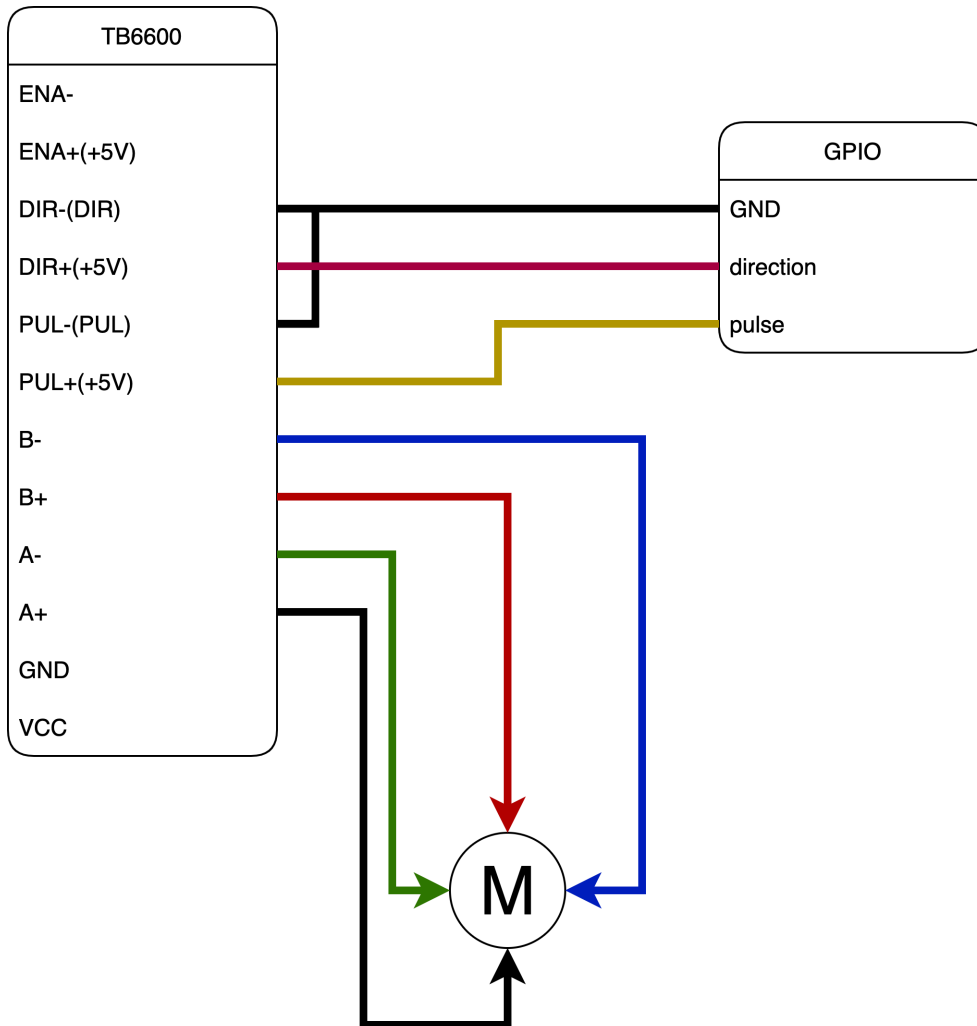 TB6600
ENA-
ENA+(+5V)
DIR-(DIR)
DIR+(+5V)
PUL-(PUL)
PUL+(+5V)
B-
B+
A-
A+
GND
VCC
GPIO
GND
direction
pulse
M